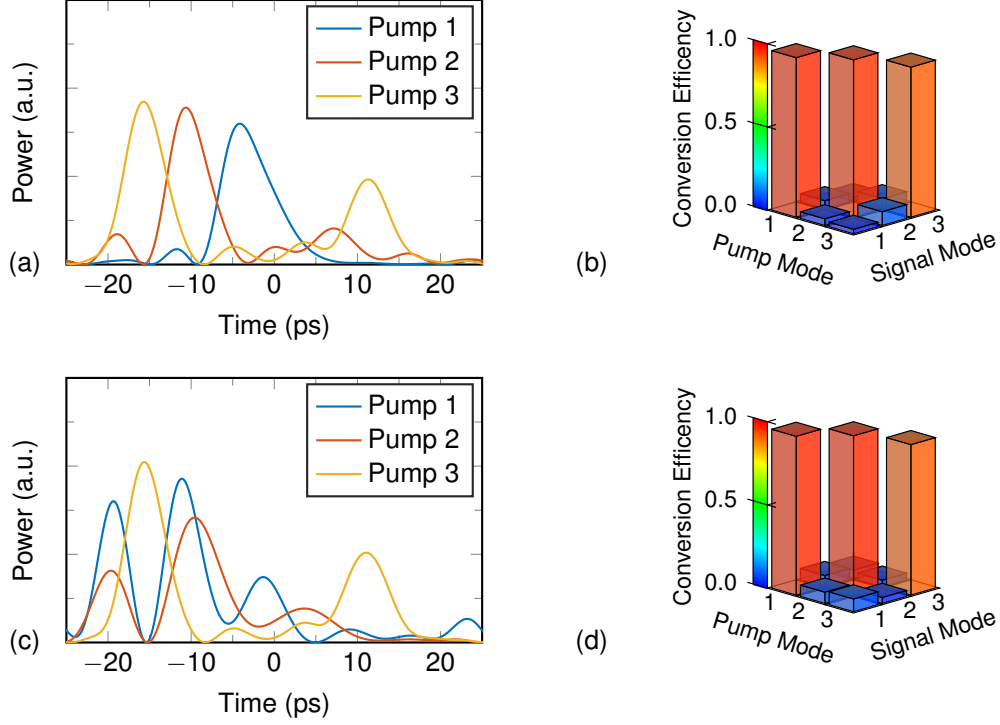 Pump 1
Pump 2
Pump 3
Power (a.u.)
−20 −10 0 10 20
Time (ps)
(a)
1.0
0.5
0.0
Conversion Efficency
1 2 3
Pump Mode
1 2 3
Signal Mode
(b)
Pump 1
Pump 2
Pump 3
Power (a.u.)
−20 −10 0 10 20
Time (ps)
(c)
1.0
0.5
0.0
Conversion Efficency
1 2 3
Pump Mode
1 2 3
Signal Mode
(d)